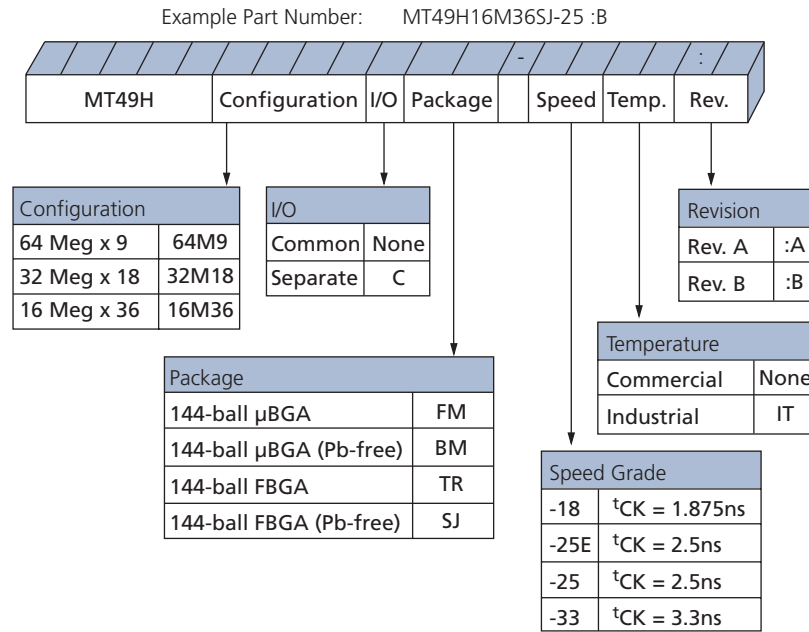 Example Part Number: MT49H16M36SJ-25 :B
- :
MT49H Configuration I/O Package Speed Temp. Rev.
Configuration
64 Meg x 9 64M9
32 Meg x 18 32M18
16 Meg x 36 16M36
I/O
Common None
Separate C
Revision
Rev. A :A
Rev. B :B
Package
144-ball µBGA FM
144-ball µBGA (Pb-free) BM
144-ball FBGA TR
144-ball FBGA (Pb-free) SJ
Temperature
Commercial None
Industrial IT
Speed Grade
-18 tCK = 1.875ns
-25E tCK = 2.5ns
-25 tCK = 2.5ns
-33 tCK = 3.3ns